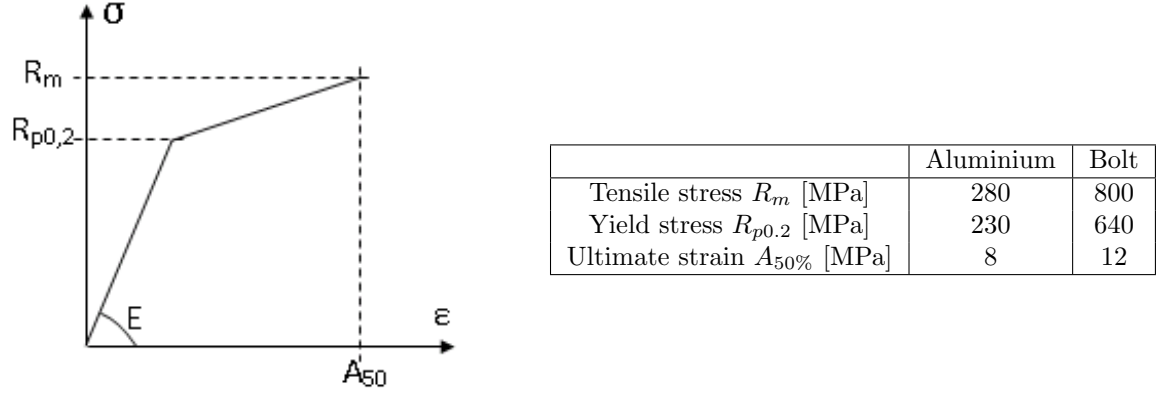 σ
R_m
R_p0,2
E
ε
A_50
Aluminium Bolt
Tensile stress R_m [MPa] 280 800
Yield stress R_p0.2 [MPa] 230 640
Ultimate strain A_50% [MPa] 8 12